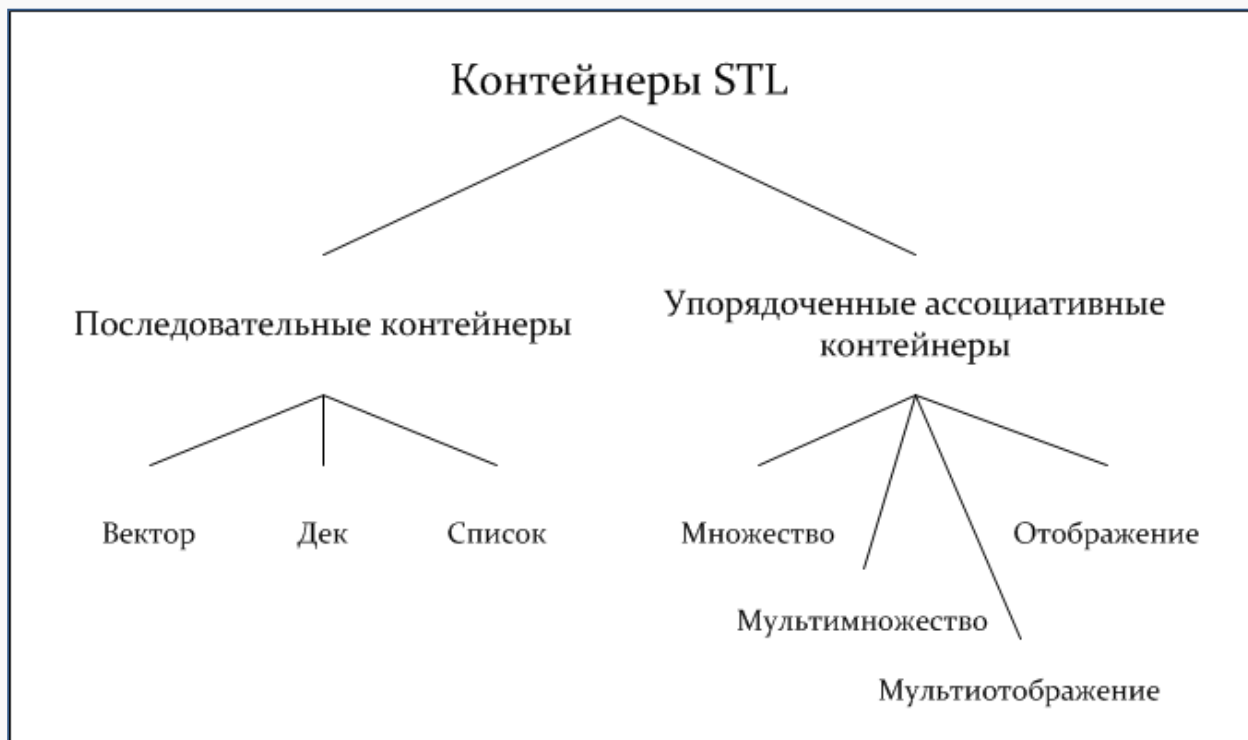 Контейнеры STL
Последовательные контейнеры
Упорядоченные ассоциативные
контейнеры
Вектор
Дек
Список
Множество
Отображение
Мультимножество
Мультиотображение